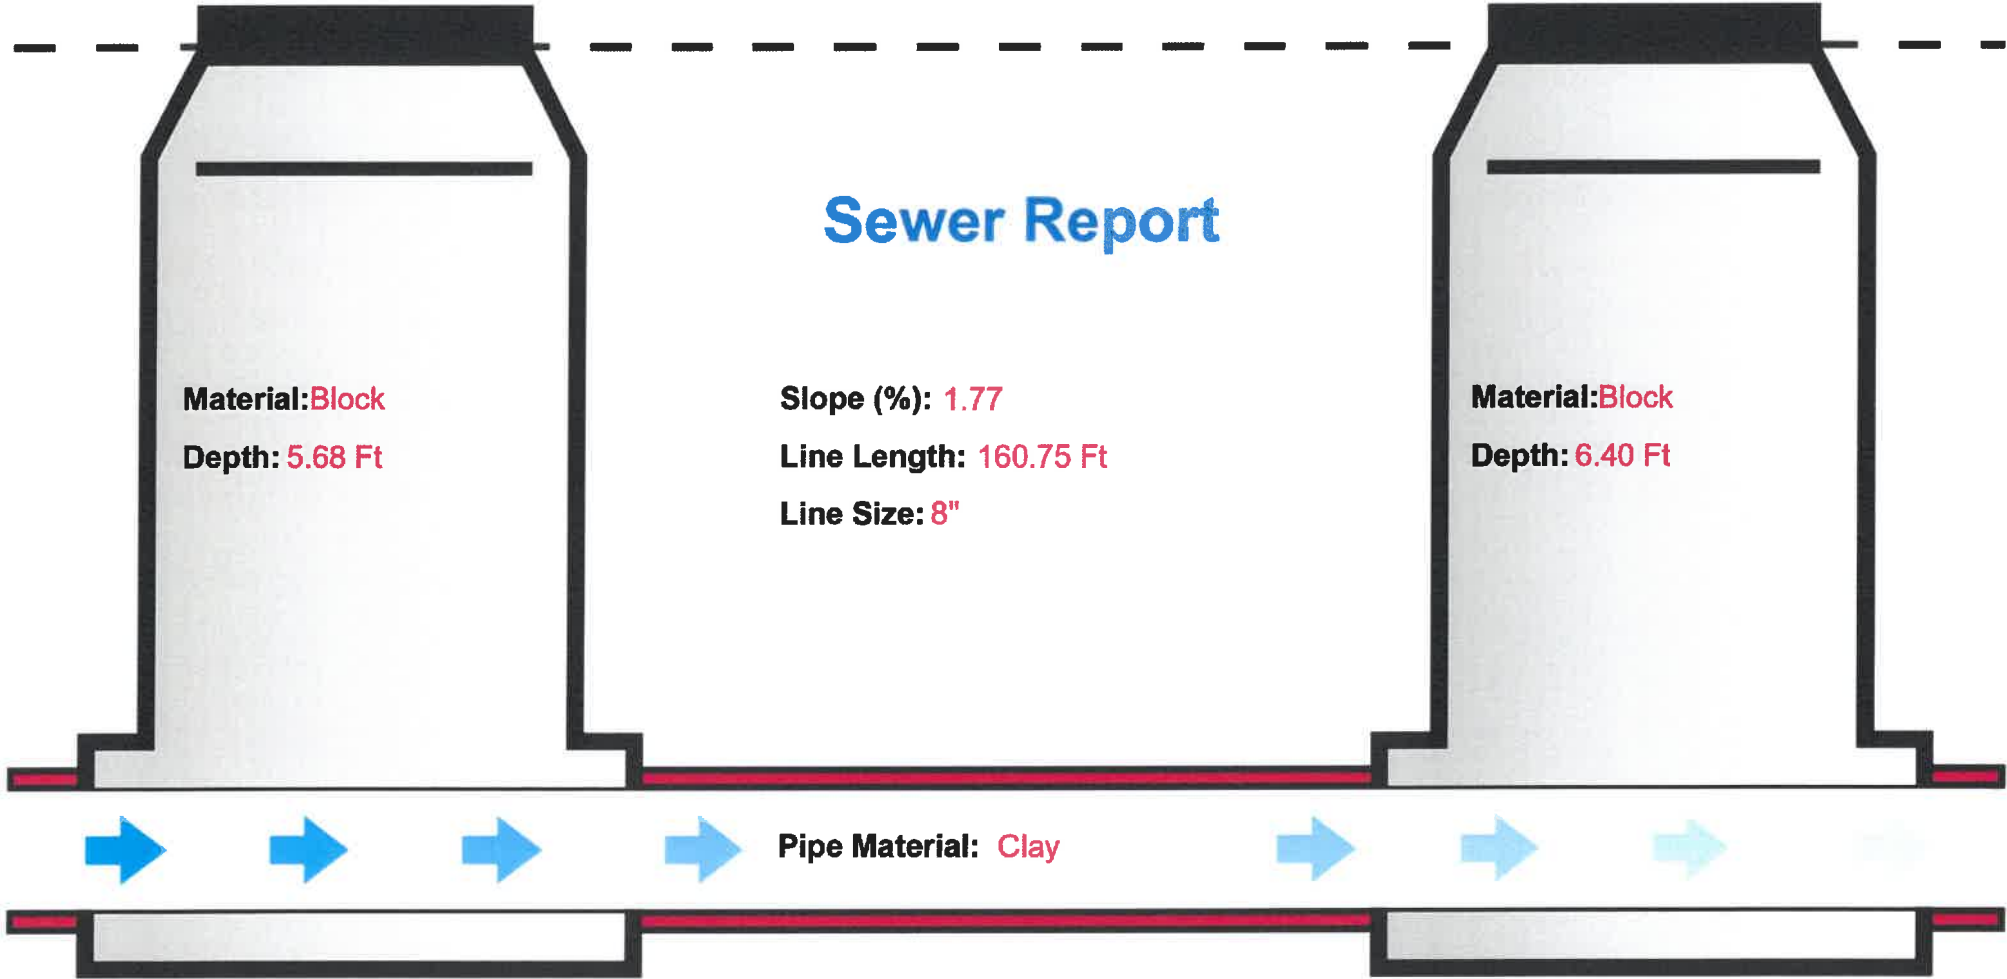 Sewer Report
Material:Block
Depth: 5.68 Ft
Slope (%): 1.77
Line Length: 160.75 Ft
Line Size: 8"
Material:Block
Depth: 6.40 Ft
Pipe Material: Clay